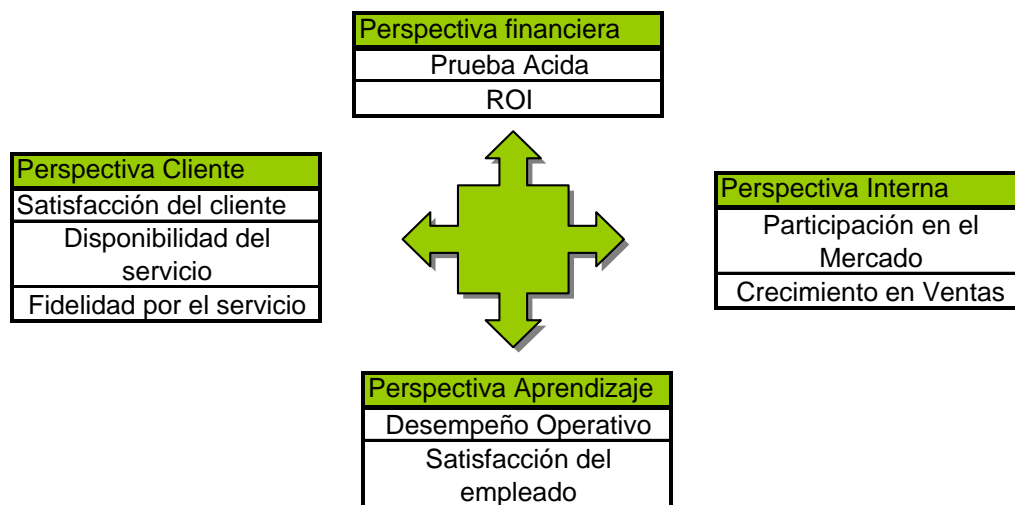 Perspectiva financiera
Prueba Acida
ROI
Perspectiva Cliente
Satisfacción del cliente
Disponibilidad del
servicio
Fidelidad por el servicio
Perspectiva Interna
Participación en el
Mercado
Crecimiento en Ventas
Perspectiva Aprendizaje
Desempeño Operativo
Satisfacción del
empleado